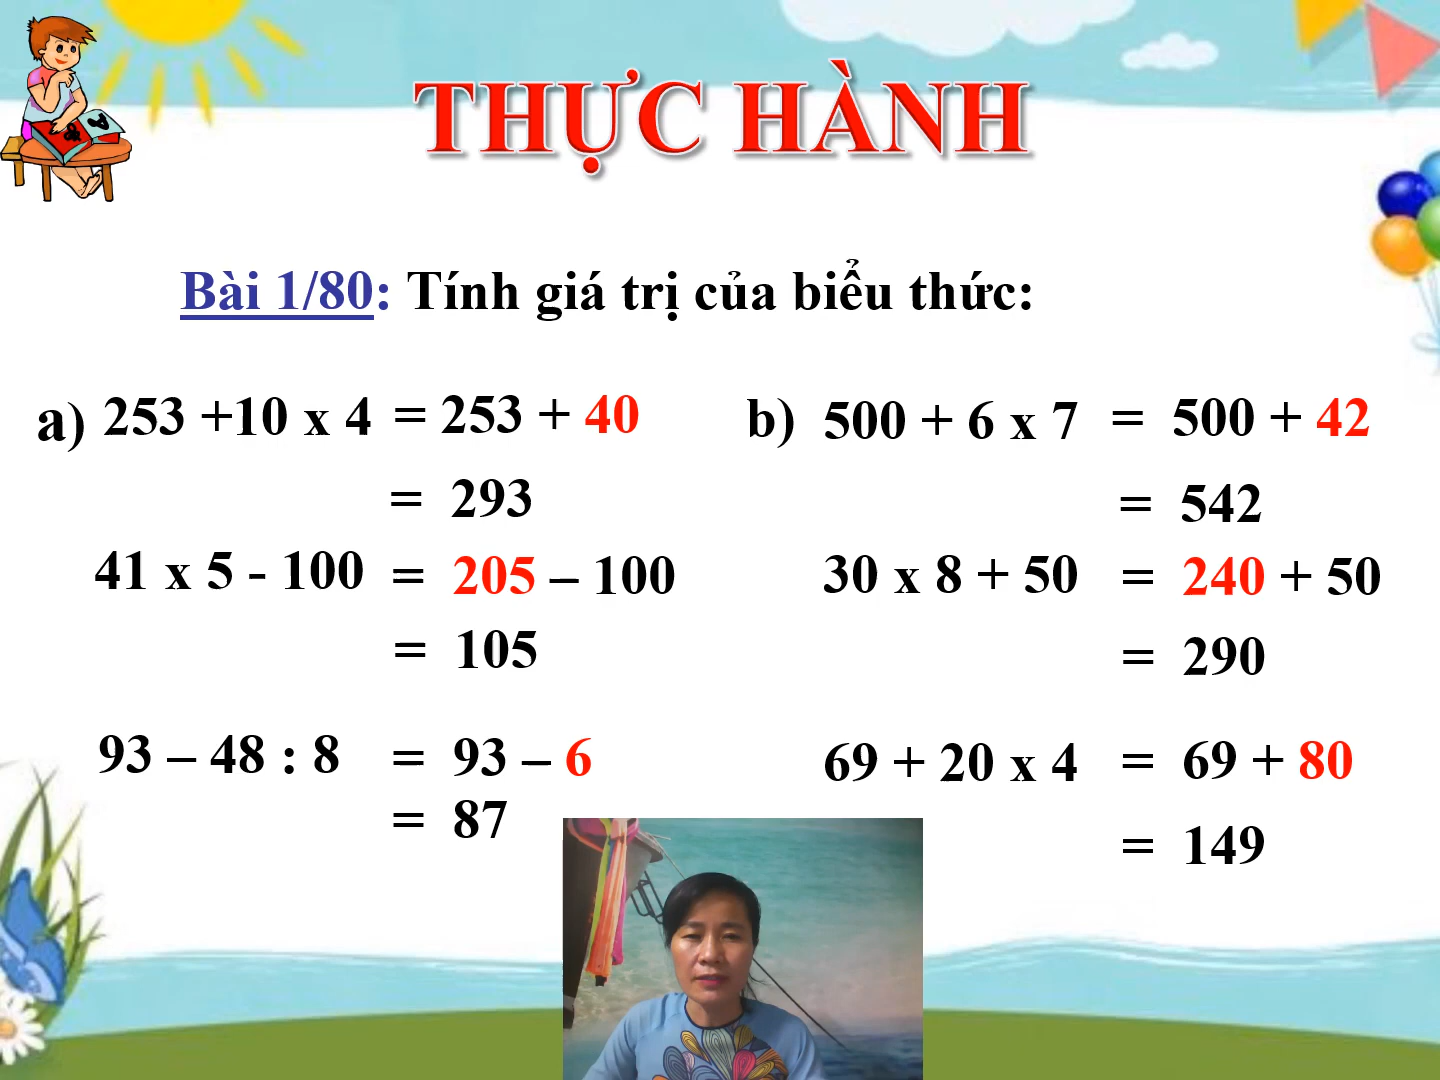 THỰC HÀNH
Bài 1/80: Tính giá trị của biểu thức:
a) 253 +10 x 4 = 253 + 40
= 293
41 x 5 - 100 = 205 – 100
= 105
93 – 48 : 8 = 93 – 6
= 87
b) 500 + 6 x 7 = 500 + 42
= 542
30 x 8 + 50 = 240 + 50
= 290
69 + 20 x 4 = 69 + 80
= 149